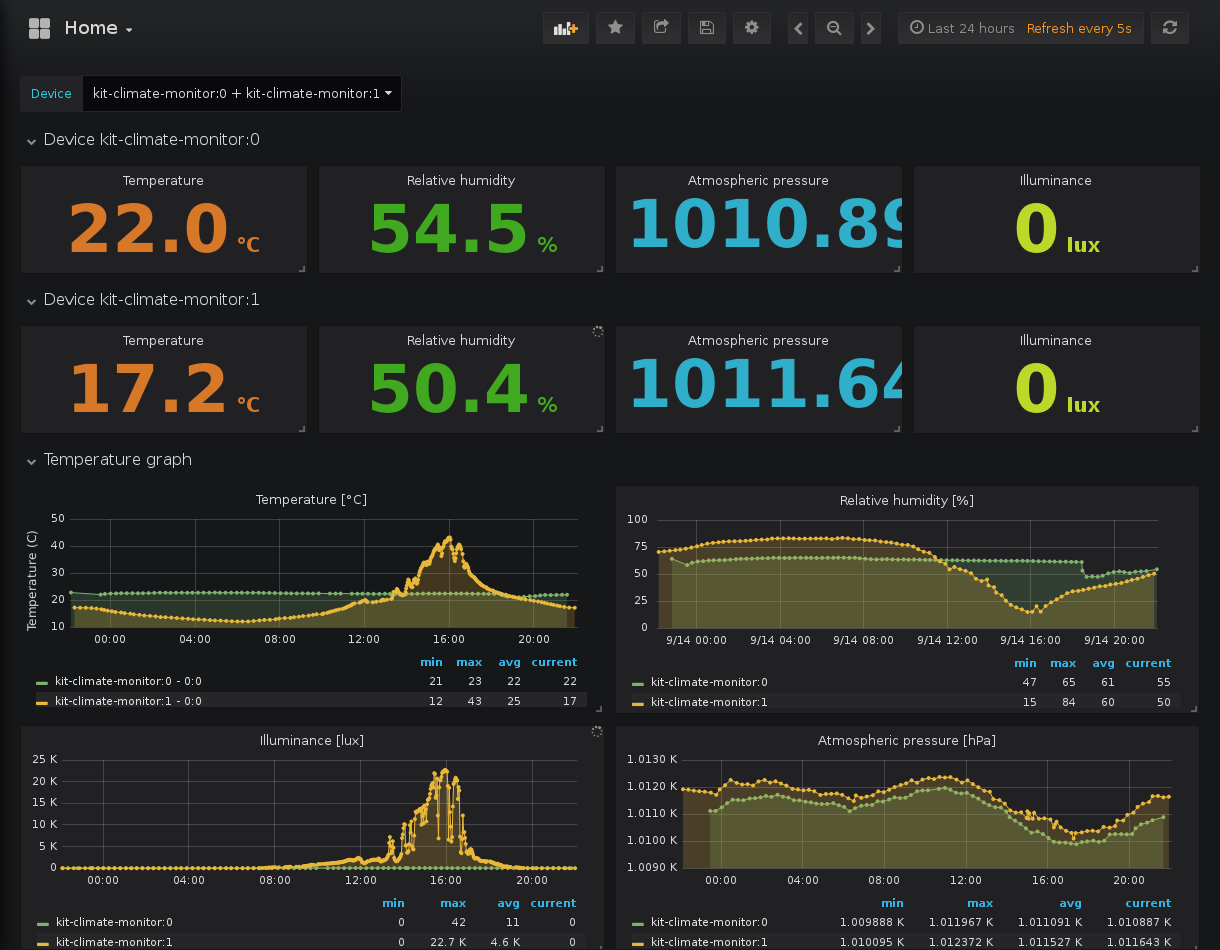 Home
Last 24 hours Refresh every 5s
Device kit-climate-monitor:0 + kit-climate-monitor:1
Device kit-climate-monitor:0
Temperature Relative humidity Atmospheric pressure Illuminance
22.0 °C 54.5 % 1010.89 0 lux
Device kit-climate-monitor:1
Temperature Relative humidity Atmospheric pressure Illuminance
17.2 °C 50.4 % 1011.64 0 lux
Temperature graph
Temperature [°C]
Temperature (C)
50
40
30
20
10
00:00 04:00 08:00 12:00 16:00 20:00
min max avg current
kit-climate-monitor:0 - 0:0 21 23 22 22
kit-climate-monitor:1 - 0:0 12 43 25 17
Relative humidity [%]
100
75
50
25
0
9/14 00:00 9/14 04:00 9/14 08:00 9/14 12:00 9/14 16:00 9/14 20:00
min max avg current
kit-climate-monitor:0 47 65 61 55
kit-climate-monitor:1 15 84 60 50
Illuminance [lux]
25 K
20 K
15 K
10 K
5 K
0
00:00 04:00 08:00 12:00 16:00 20:00
min max avg current
kit-climate-monitor:0 0 42 11 0
kit-climate-monitor:1 0 22.7 K 4.6 K 0
Atmospheric pressure [hPa]
1.0130 K
1.0120 K
1.0110 K
1.0100 K
1.0090 K
00:00 04:00 08:00 12:00 16:00 20:00
min max avg current
kit-climate-monitor:0 1.009888 K 1.011967 K 1.011091 K 1.010887 K
kit-climate-monitor:1 1.010095 K 1.012372 K 1.011527 K 1.011643 K